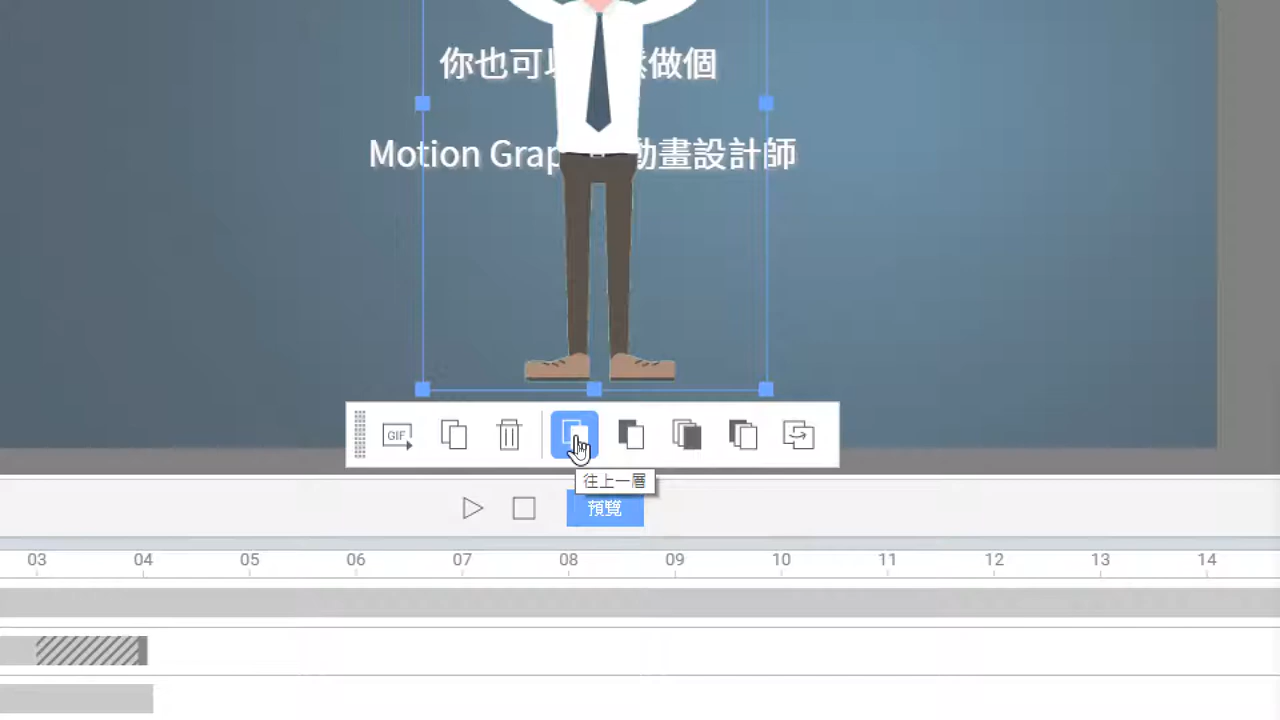 你也可 做個
Motion Grap 動畫設計師
GIF
往上一層
預覽
03 04 05 06 07 08 09 10 11 12 13 14